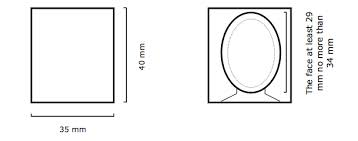 40 mm
35 mm
The face at least 29
mm no more than
34 mm